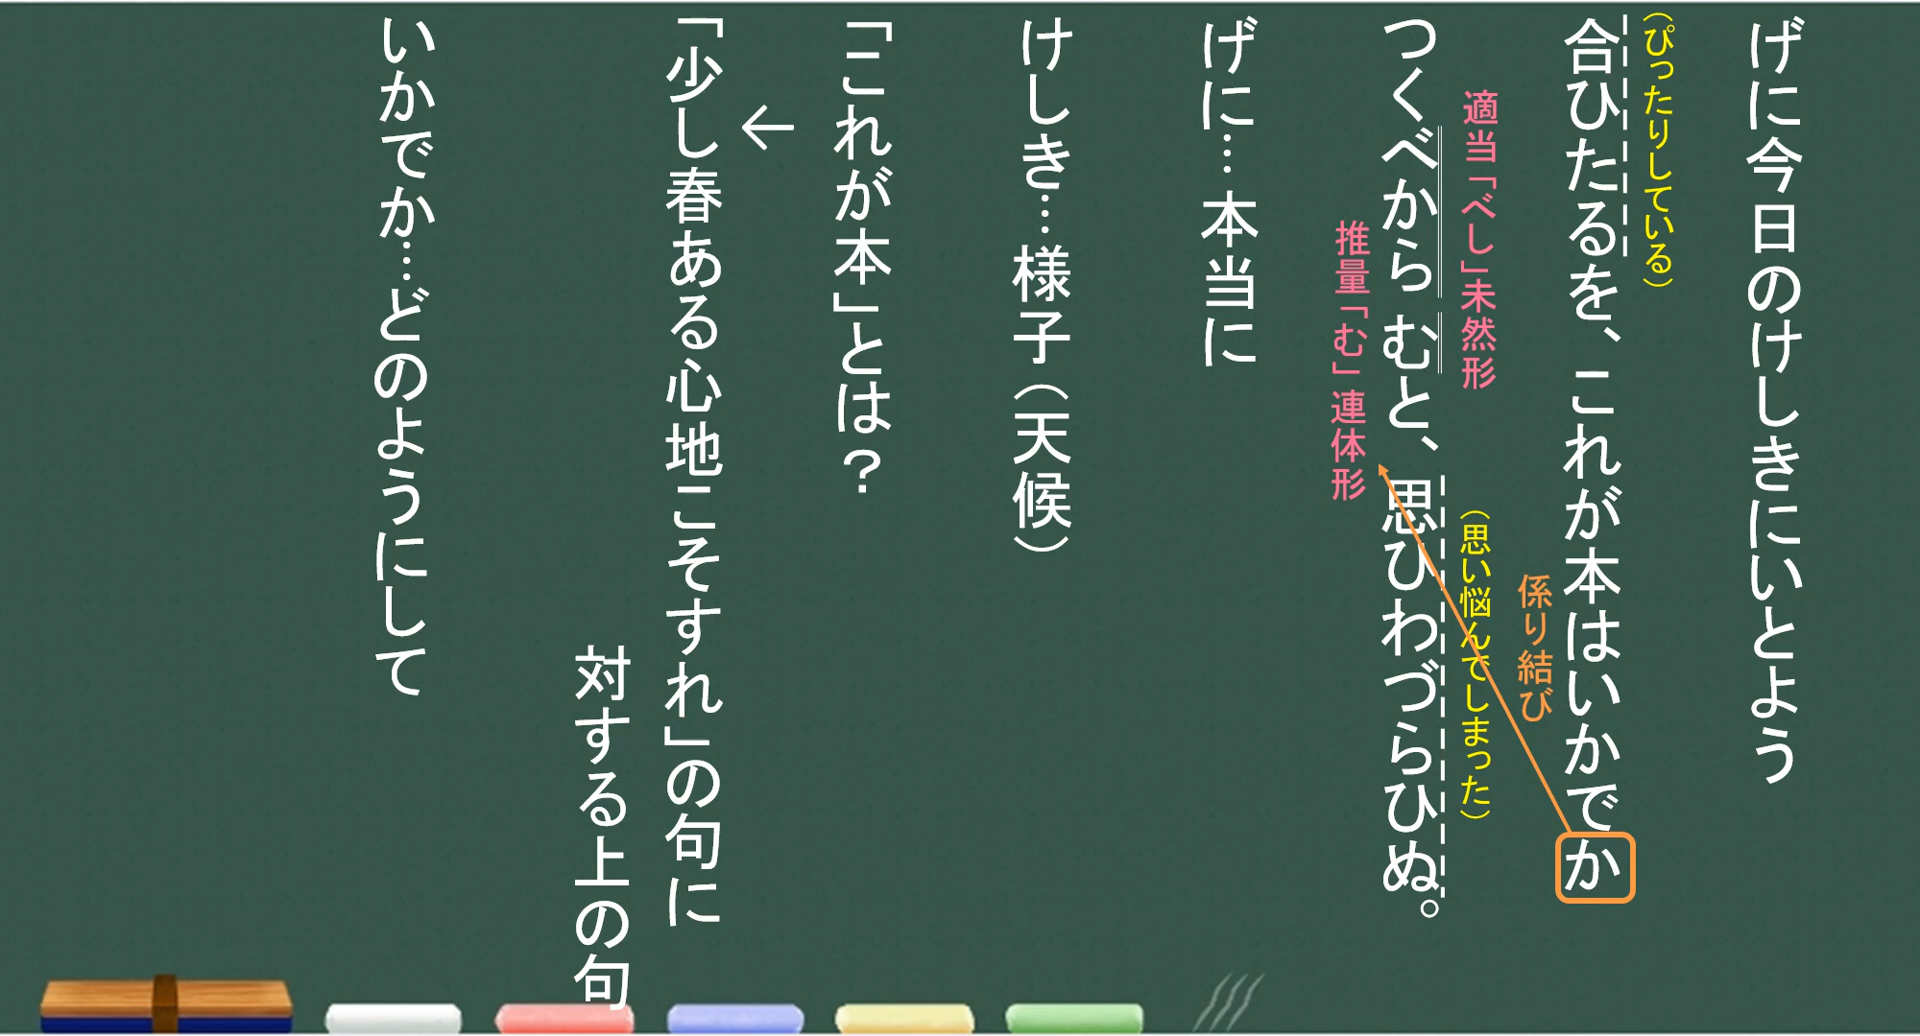 げに今日のけしきにいとよう
（ぴったりしている）
合ひたるを、これが本はいかでか
係り結び
適当「べし」未然形
（思い悩んでしまった）
つくべからむと、思ひわづらひぬ。
推量「む」連体形
げに…本当に
けしき…様子（天候）
「これが本」とは？
←
「少し春ある心地こそすれ」の句に
対する上の句
いかでか…どのようにして